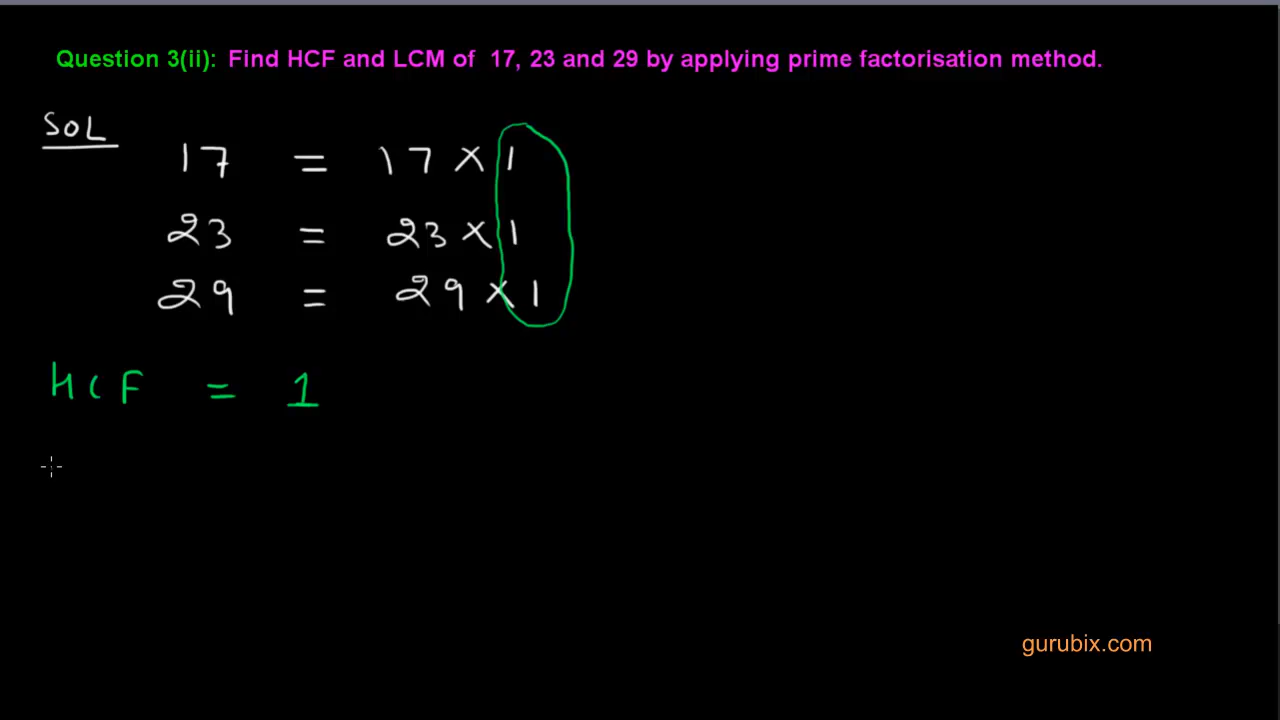 Question 3(ii): Find HCF and LCM of 17, 23 and 29 by applying prime factorisation method.
SOL
17 = 17 × 1
23 = 23 × 1
29 = 29 × 1
HCF = 1
gurubix.com